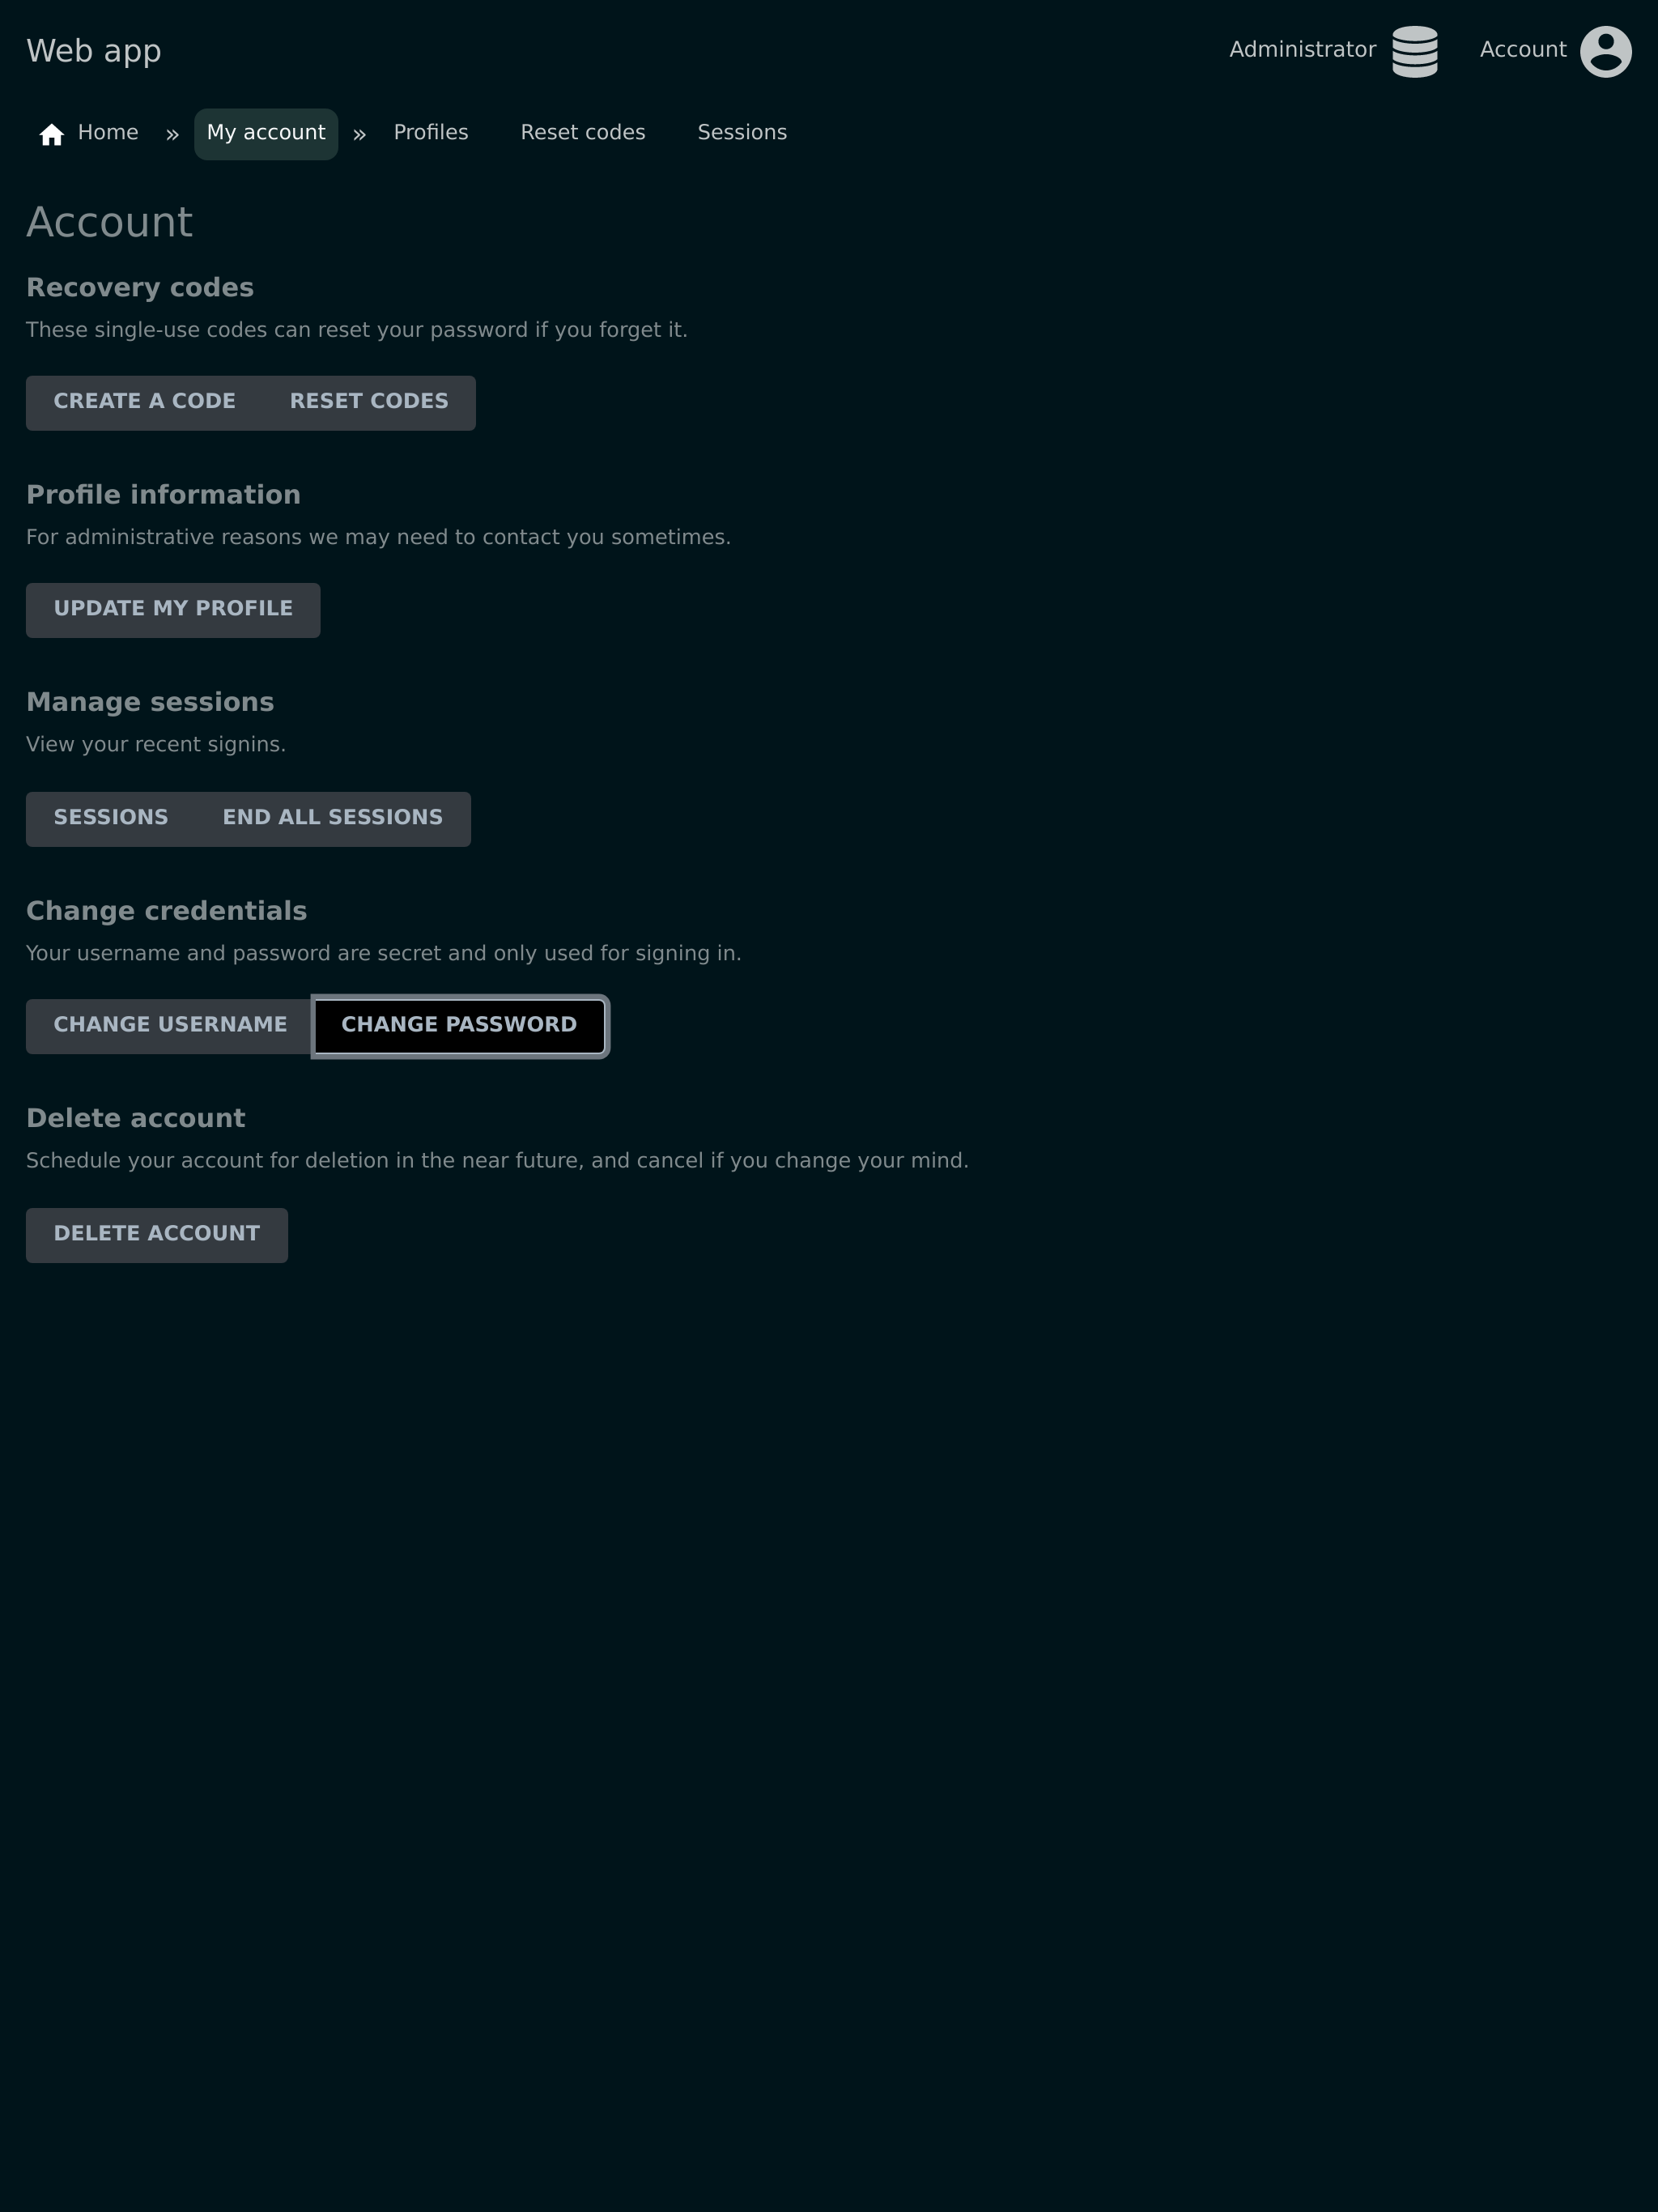 Web app
Administrator
Account
Home » My account » Profiles Reset codes Sessions
Account
Recovery codes
These single-use codes can reset your password if you forget it.
CREATE A CODE RESET CODES
Profile information
For administrative reasons we may need to contact you sometimes.
UPDATE MY PROFILE
Manage sessions
View your recent signins.
SESSIONS END ALL SESSIONS
Change credentials
Your username and password are secret and only used for signing in.
CHANGE USERNAME CHANGE PASSWORD
Delete account
Schedule your account for deletion in the near future, and cancel if you change your mind.
DELETE ACCOUNT